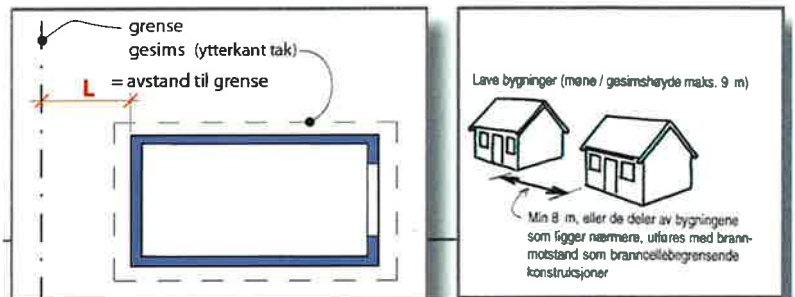 grense
gesims (ytterkant tak)
= avstand til grense
L
Lave bygninger (møne / gesimshøyde maks. 9 m)
Min 8 m, eller de deler av bygningene
som ligger nærmere, utføres med brann-
motstand som branncellebegrensende
konstruksjoner